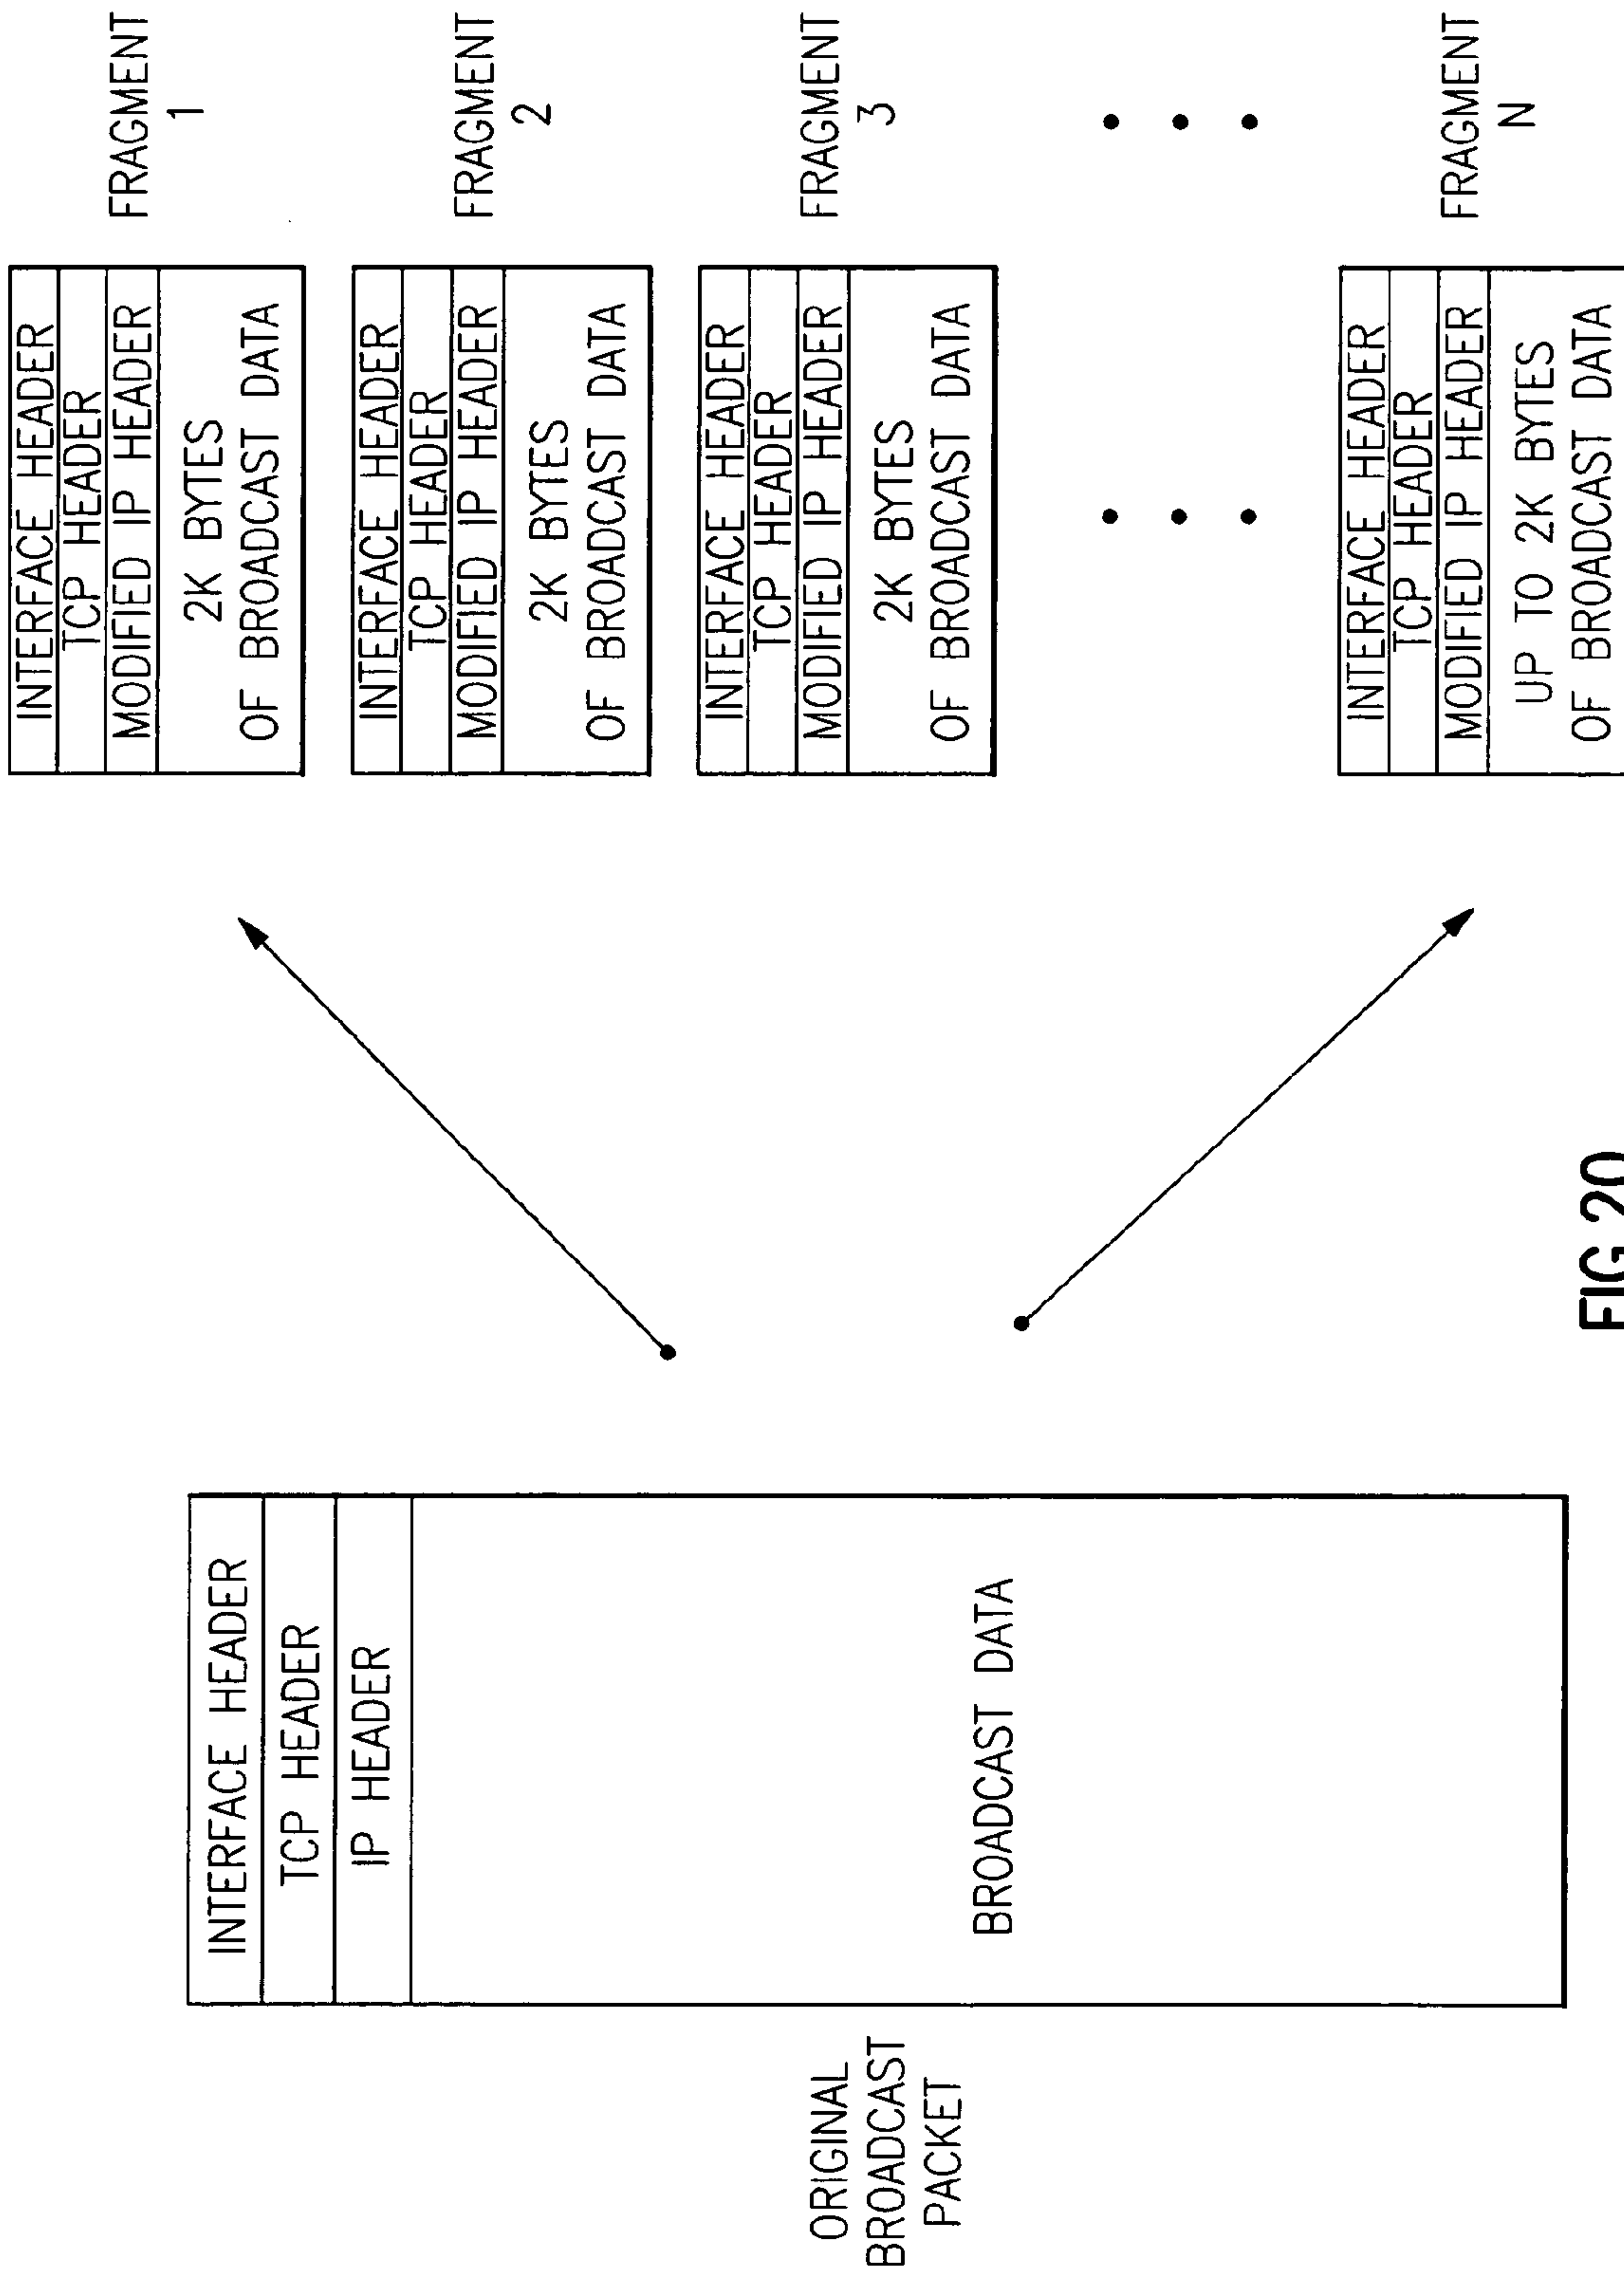 ORIGINAL
BROADCAST
PACKET
INTERFACE HEADER
TCP HEADER
IP HEADER
BROADCAST DATA
INTERFACE HEADER
TCP HEADER
MODIFIED IP HEADER
2K BYTES
OF BROADCAST DATA
FRAGMENT
1
INTERFACE HEADER
TCP HEADER
MODIFIED IP HEADER
2K BYTES
OF BROADCAST DATA
FRAGMENT
2
INTERFACE HEADER
TCP HEADER
MODIFIED IP HEADER
2K BYTES
OF BROADCAST DATA
FRAGMENT
3
INTERFACE HEADER
TCP HEADER
MODIFIED IP HEADER
UP TO 2K BYTES
OF BROADCAST DATA
FRAGMENT
N
FIG.20